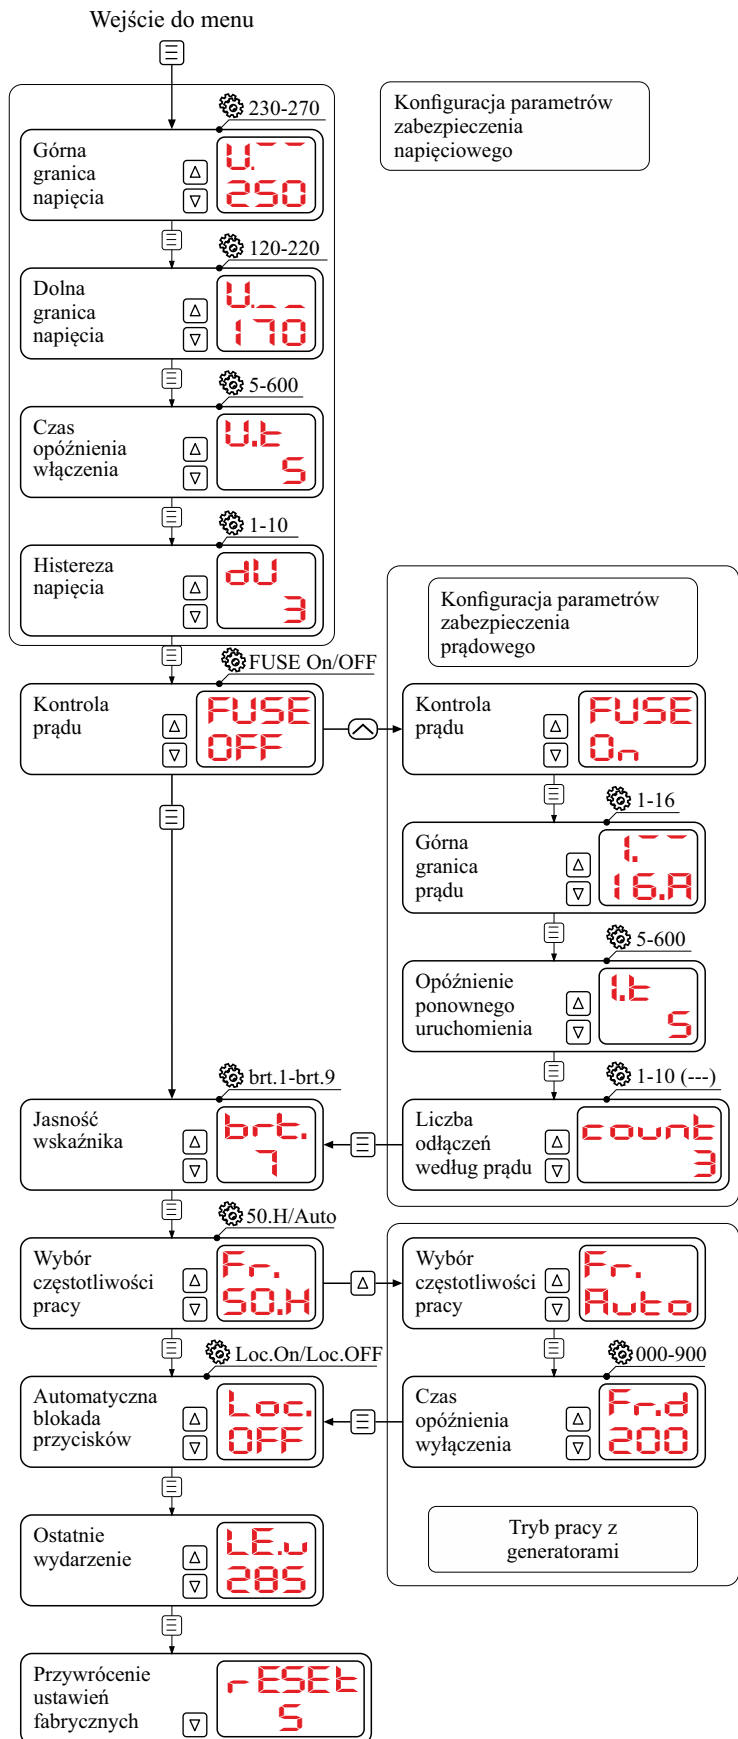 Wejście do menu
230-270
Górna
granica
napięcia
U.¯¯
250
Konfiguracja parametrów
zabezpieczenia
napięciowego
120-220
Dolna
granica
napięcia
U.__
170
5-600
Czas
opóźnienia
włączenia
U.t
5
1-10
Histereza
napięcia
dU
3
Konfiguracja parametrów
zabezpieczenia
prądowego
FUSE On/OFF
Kontrola
prądu
FUSE
OFF
Kontrola
prądu
FUSE
On
1-16
Górna
granica
prądu
I.¯¯
16.A
5-600
Opóźnienie
ponownego
uruchomienia
I.t
5
1-10 (---)
Liczba
odłączeń
według prądu
count
3
brt.1-brt.9
Jasność
wskaźnika
brt.
7
50.H/Auto
Wybór
częstotliwości
pracy
Fr.
50.H
Wybór
częstotliwości
pracy
Fr.
Auto
000-900
Czas
opóźnienia
wyłączenia
Fr.d
200
Tryb pracy z
generatorami
Loc.On/Loc.OFF
Automatyczna
blokada
przycisków
Loc.
OFF
Ostatnie
wydarzenie
LE.u
285
Przywrócenie
ustawień
fabrycznych
rESEt
5